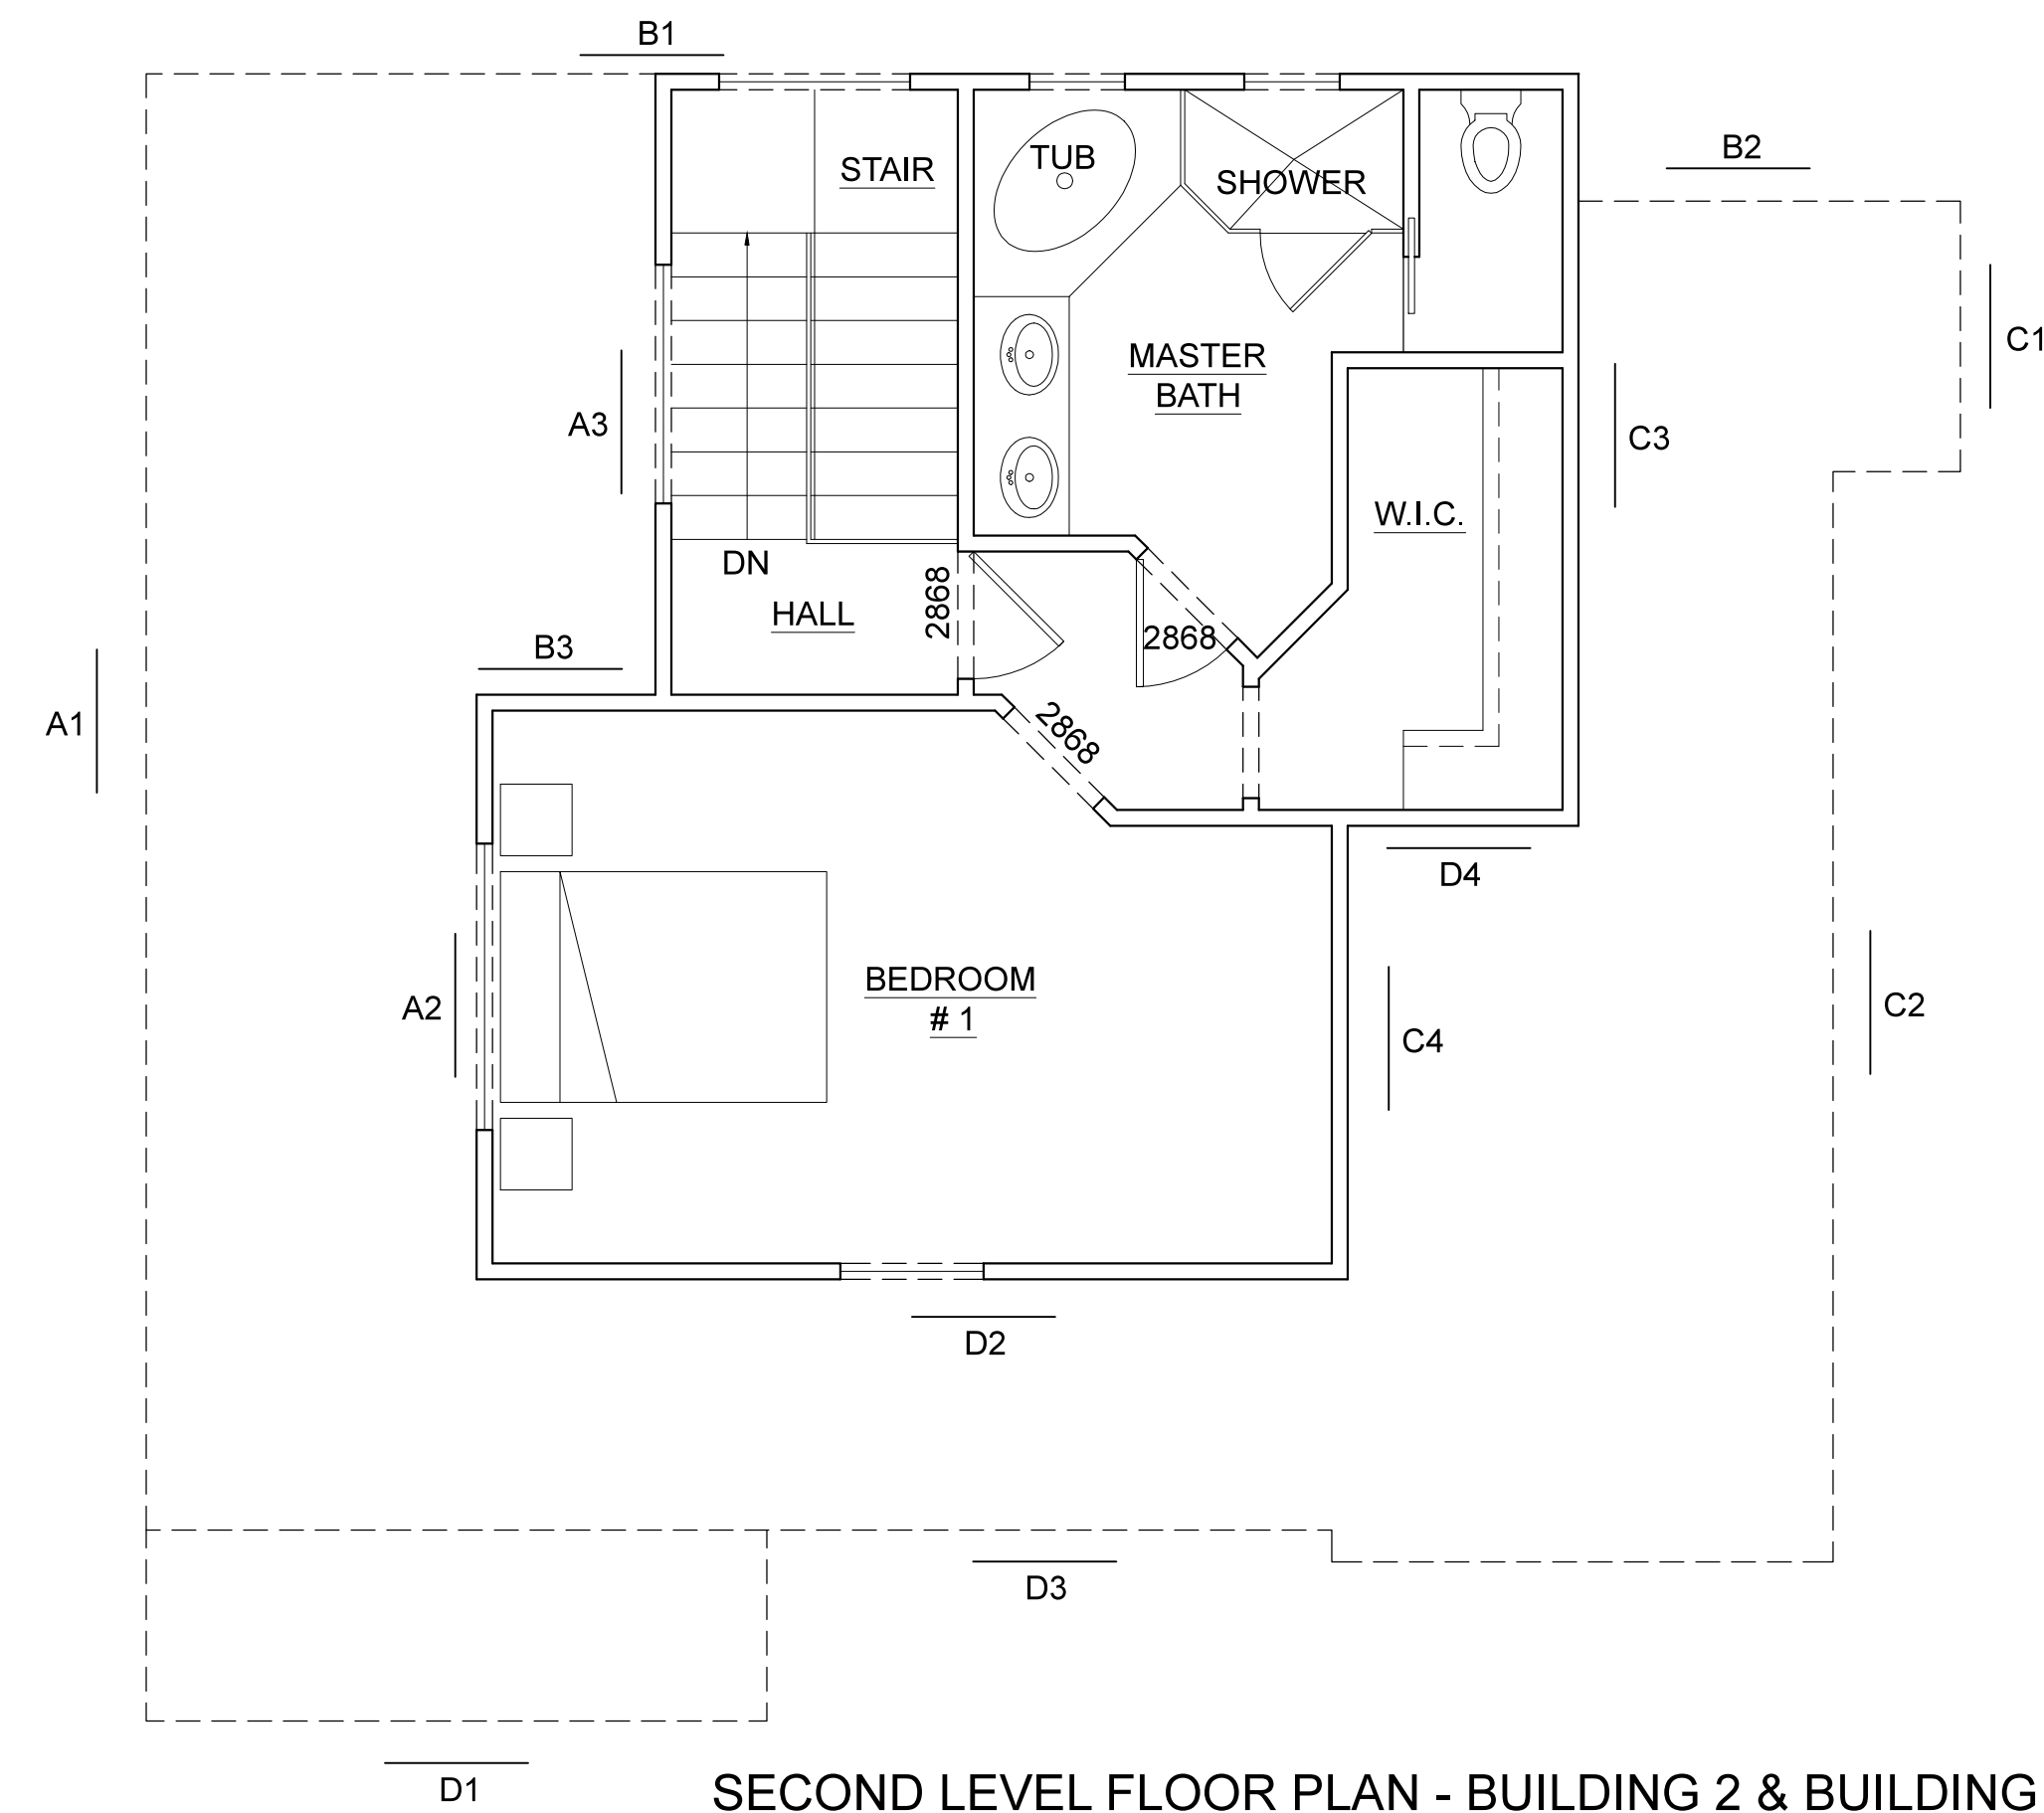 B1
B2
STAIR
TUB
SHOWER
C1
MASTER
BATH
A3
C3
W.I.C.
DN
HALL
2868
2868
B3
A1
2868
D4
BEDROOM
# 1
A2
C2
C4
D2
D3
D1
SECOND LEVEL FLOOR PLAN - BUILDING 2 & BUILDING